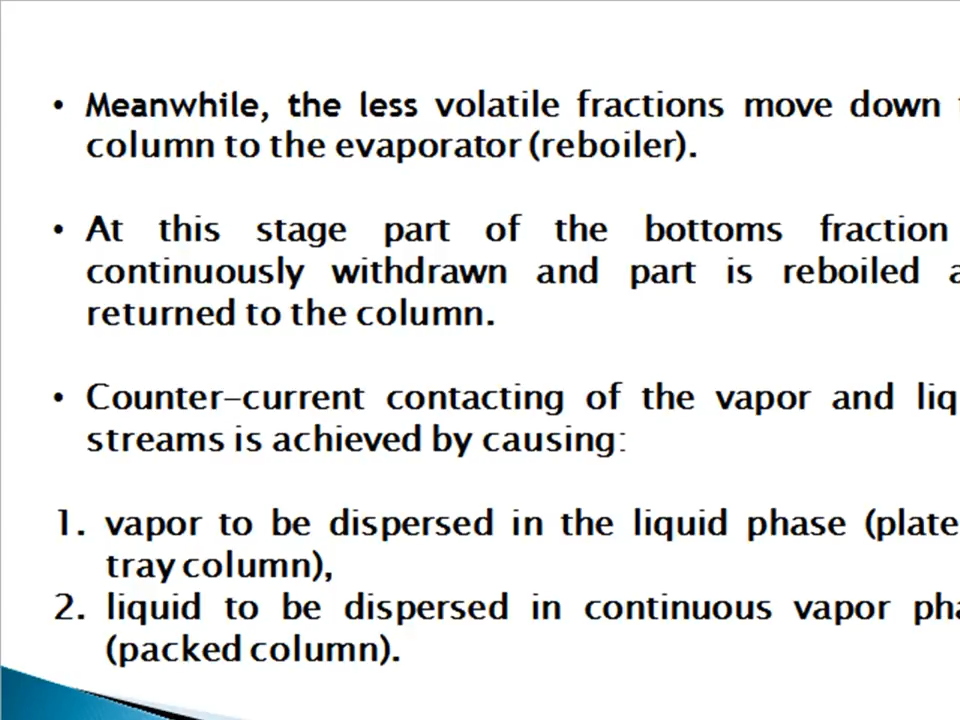 • Meanwhile, the less volatile fractions move down
column to the evaporator (reboiler).
• At this stage part of the bottoms fraction
continuously withdrawn and part is reboiled
returned to the column.
• Counter-current contacting of the vapor and
streams is achieved by causing:
1. vapor to be dispersed in the liquid phase (plate
tray column),
2. liquid to be dispersed in continuous vapor
(packed column).